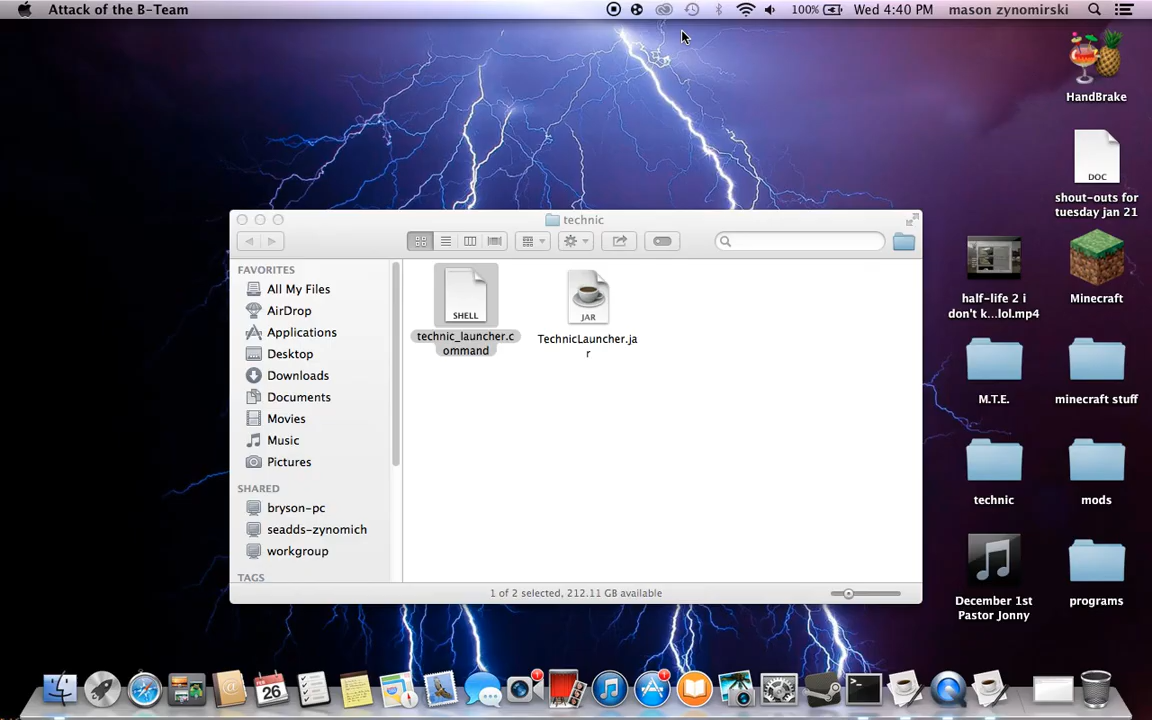 Attack of the B-Team
100%
Wed 4:40 PM
mason zynomirski
HandBrake
DOC
shout-outs for
tuesday jan 21
half-life 2 i
don't k...lol.mp4
Minecraft
M.T.E.
minecraft stuff
technic
mods
December 1st
Pastor Jonny
programs
technic
FAVORITES
All My Files
AirDrop
Applications
Desktop
Downloads
Documents
Movies
Music
Pictures
SHARED
bryson-pc
seadds-zynomich
workgroup
TAGS
SHELL
technic_launcher.c
ommand
JAR
TechnicLauncher.ja
r
1 of 2 selected, 212.11 GB available
FEB
26
1
1